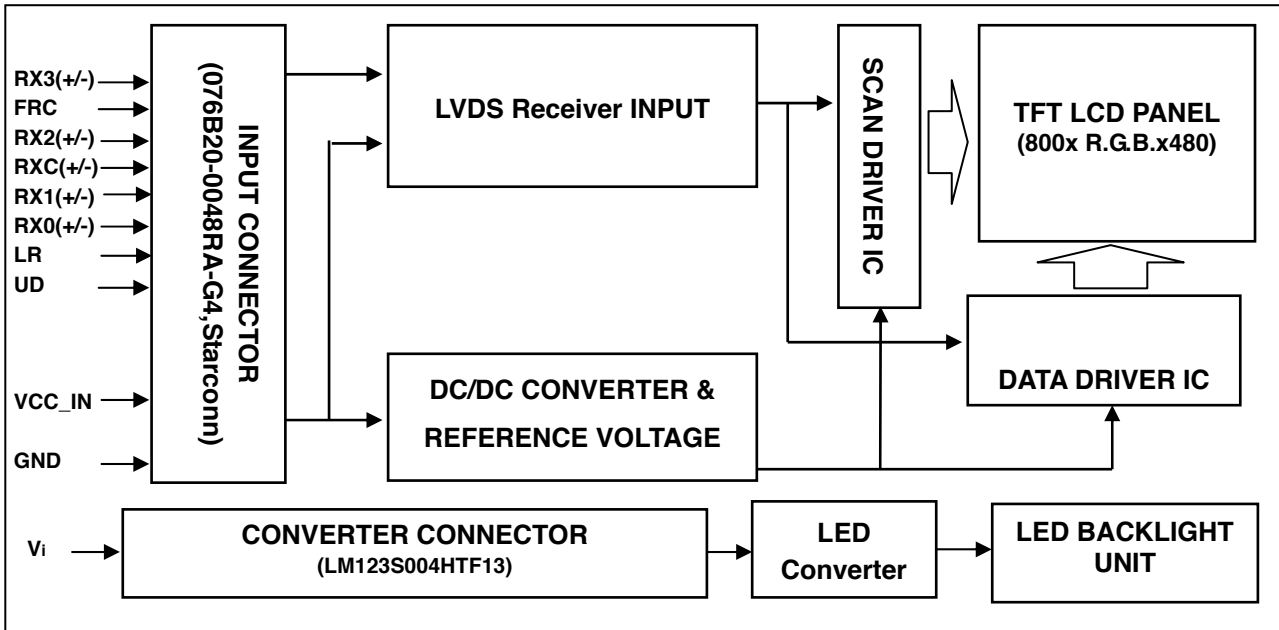 RX3(+/-)
FRC
RX2(+/-)
RXC(+/-)
RX1(+/-)
RX0(+/-)
LR
UD
VCC_IN
GND
INPUT CONNECTOR
(076B20-0048RA-G4,Starconn)
LVDS Receiver INPUT
SCAN DRIVER IC
TFT LCD PANEL
(800x R.G.B.x480)
DC/DC CONVERTER &
REFERENCE VOLTAGE
DATA DRIVER IC
Vi
CONVERTER CONNECTOR
(LM123S004HTF13)
LED
Converter
LED BACKLIGHT
UNIT